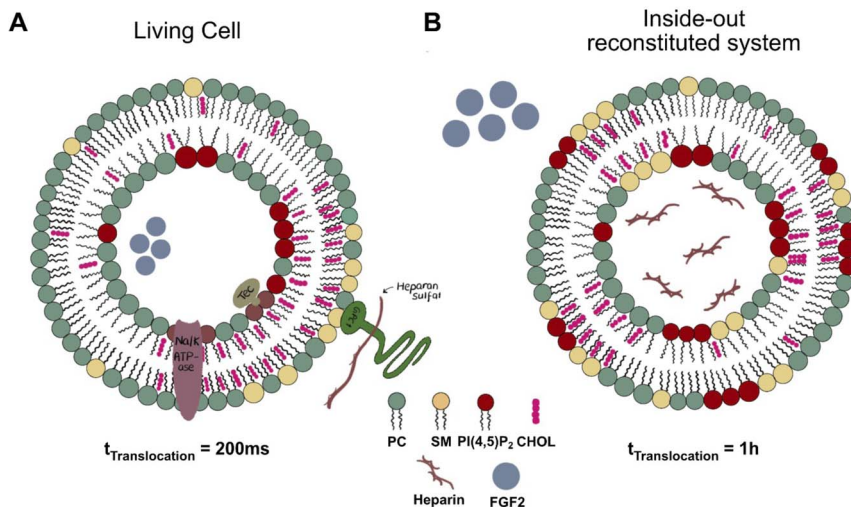 A
Living Cell
B
Inside-out
reconstituted system
Tec
Na/K
ATP-
ase
GPC1
Heparan
Sulfat
t Translocation = 200ms
PC SM PI(4,5)P2 CHOL
t Translocation = 1h
Heparin FGF2